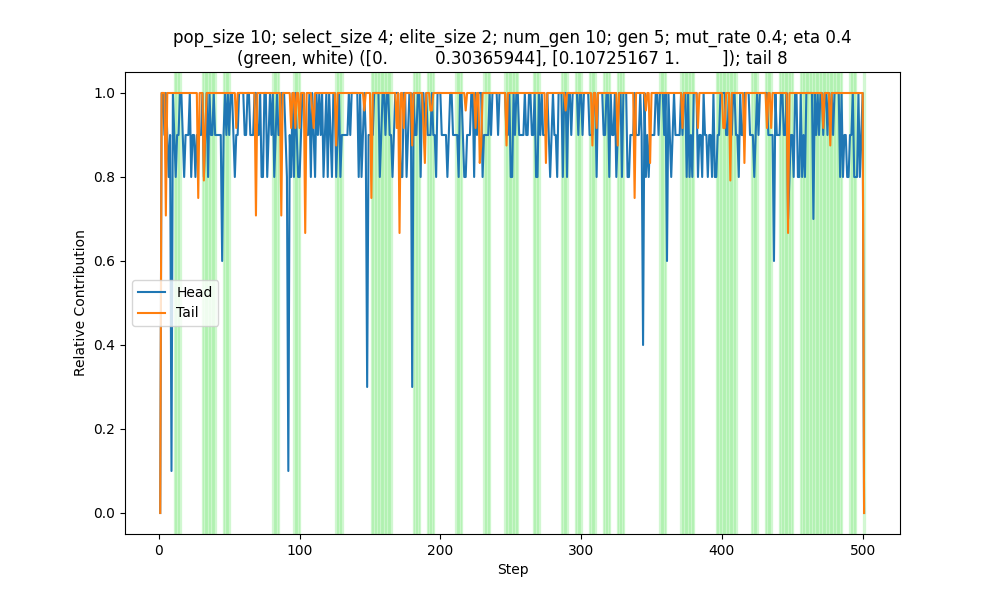 pop_size 10; select_size 4; elite_size 2; num_gen 10; gen 5; mut_rate 0.4; eta 0.4
(green, white) ([0.         0.30365944], [0.10725167 1.        ]); tail 8
1.0
0.8
0.6
0.4
0.2
0.0
Relative Contribution
Head
Tail
0 100 200 300 400 500
Step